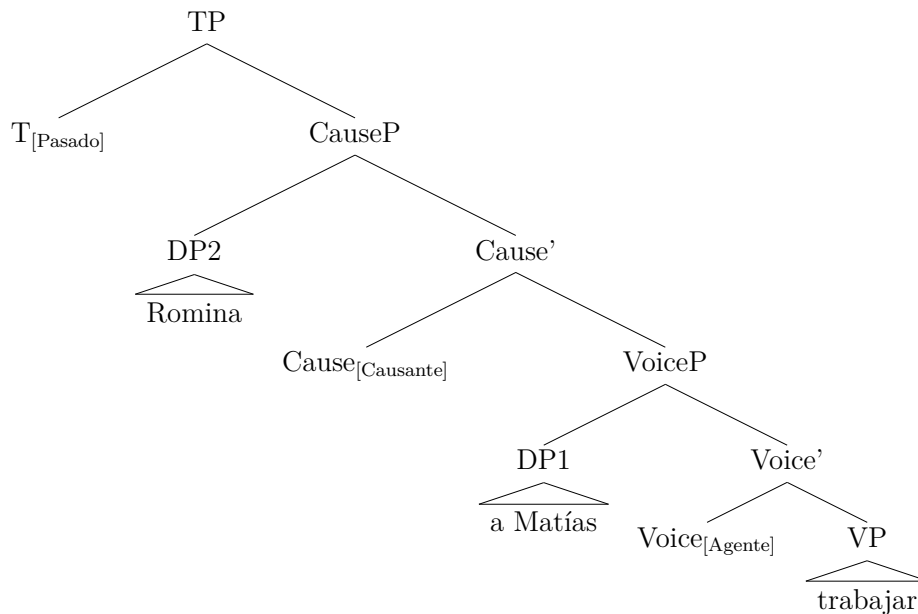 TP
T[Pasado] CauseP
DP2 Cause’
Romina
Cause[Causante] VoiceP
DP1 Voice’
a Matías Voice[Agente] VP
trabajar